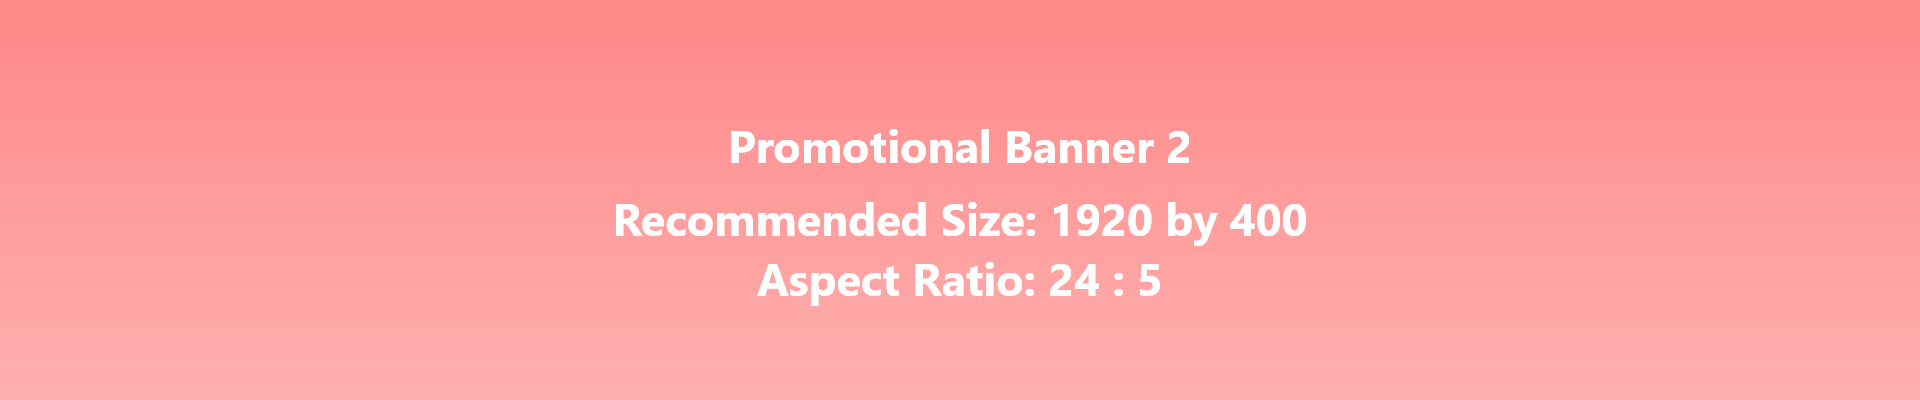 Promotional Banner 2
Recommended Size: 1920 by 400
Aspect Ratio: 24 : 5